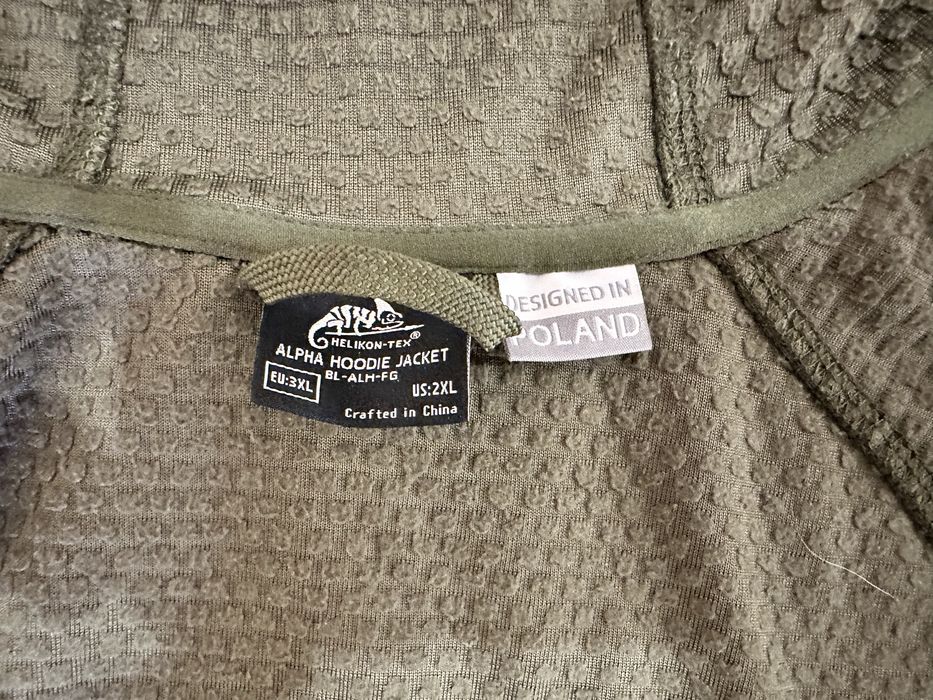 HELIKON-TEX®
ALPHA HOODIE JACKET
BL-ALH-FG
EU:3XL
US:2XL
Crafted in China
DESIGNED IN
POLAND